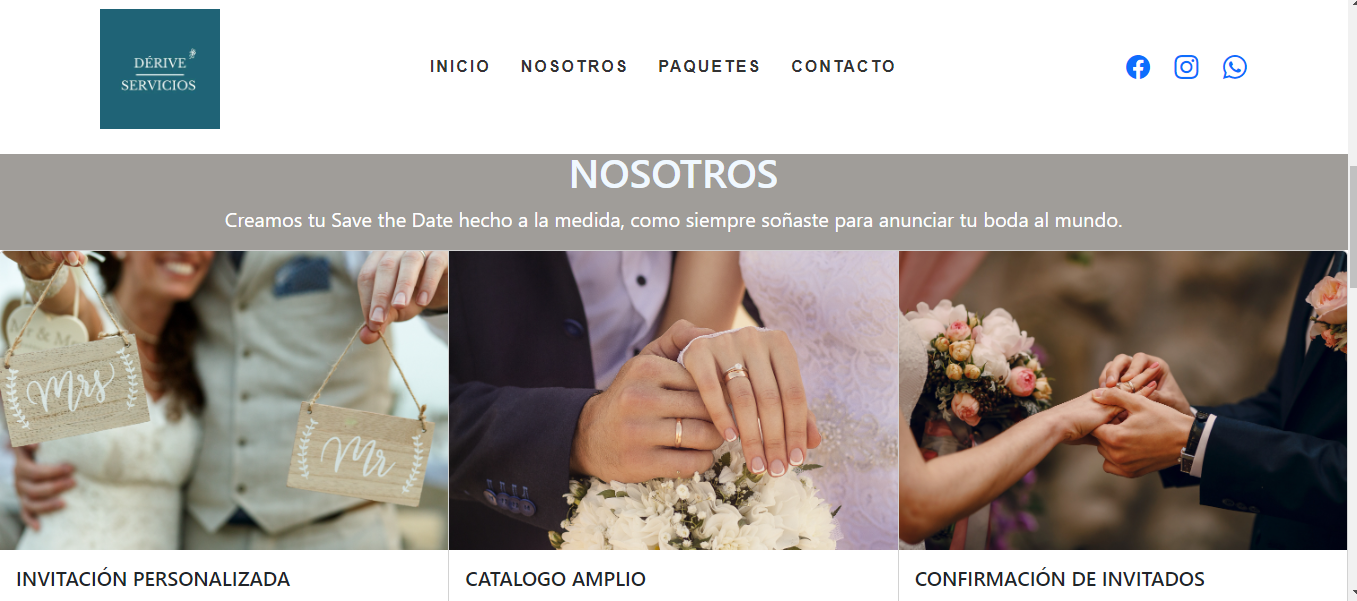 DÉRIVE
SERVICIOS
INICIO NOSOTROS PAQUETES CONTACTO
NOSOTROS
Creamos tu Save the Date hecho a la medida, como siempre soñaste para anunciar tu boda al mundo.
Mrs
Mr
INVITACIÓN PERSONALIZADA
CATALOGO AMPLIO
CONFIRMACIÓN DE INVITADOS